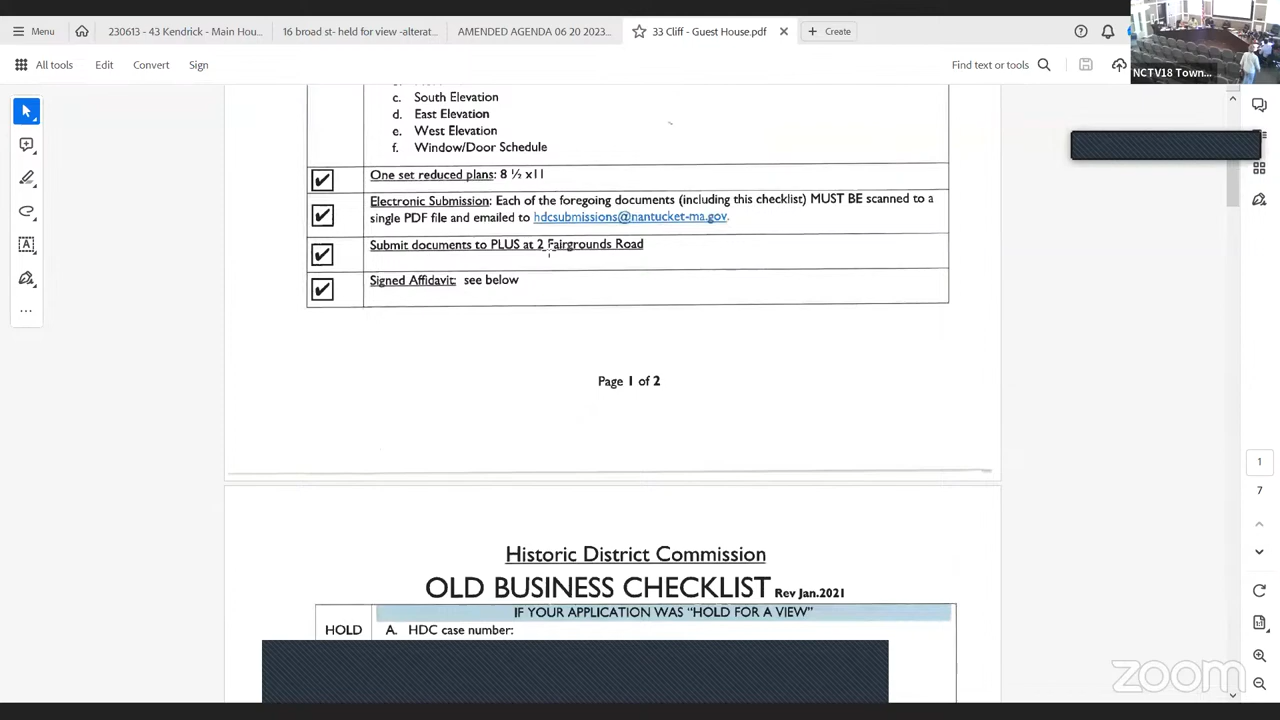 Menu
230613 - 43 Kendrick - Main Hou...
16 broad st- held for view -alterat...
AMENDED AGENDA 06 20 2023...
33 Cliff - Guest House.pdf
Create
All tools
Edit
Convert
Sign
Find text or tools
NCTV18 Town...
c. South Elevation
d. East Elevation
e. West Elevation
f. Window/Door Schedule
One set reduced plans: 8 ½ x11
Electronic Submission: Each of the foregoing documents (including this checklist) MUST BE scanned to a
single PDF file and emailed to hdcsubmissions@nantucket-ma.gov.
Submit documents to PLUS at 2 Fairgrounds Road
Signed Affidavit: see below
Page 1 of 2
1
7
Historic District Commission
OLD BUSINESS CHECKLIST Rev Jan.2021
IF YOUR APPLICATION WAS "HOLD FOR A VIEW"
HOLD
A. HDC case number:
zoom